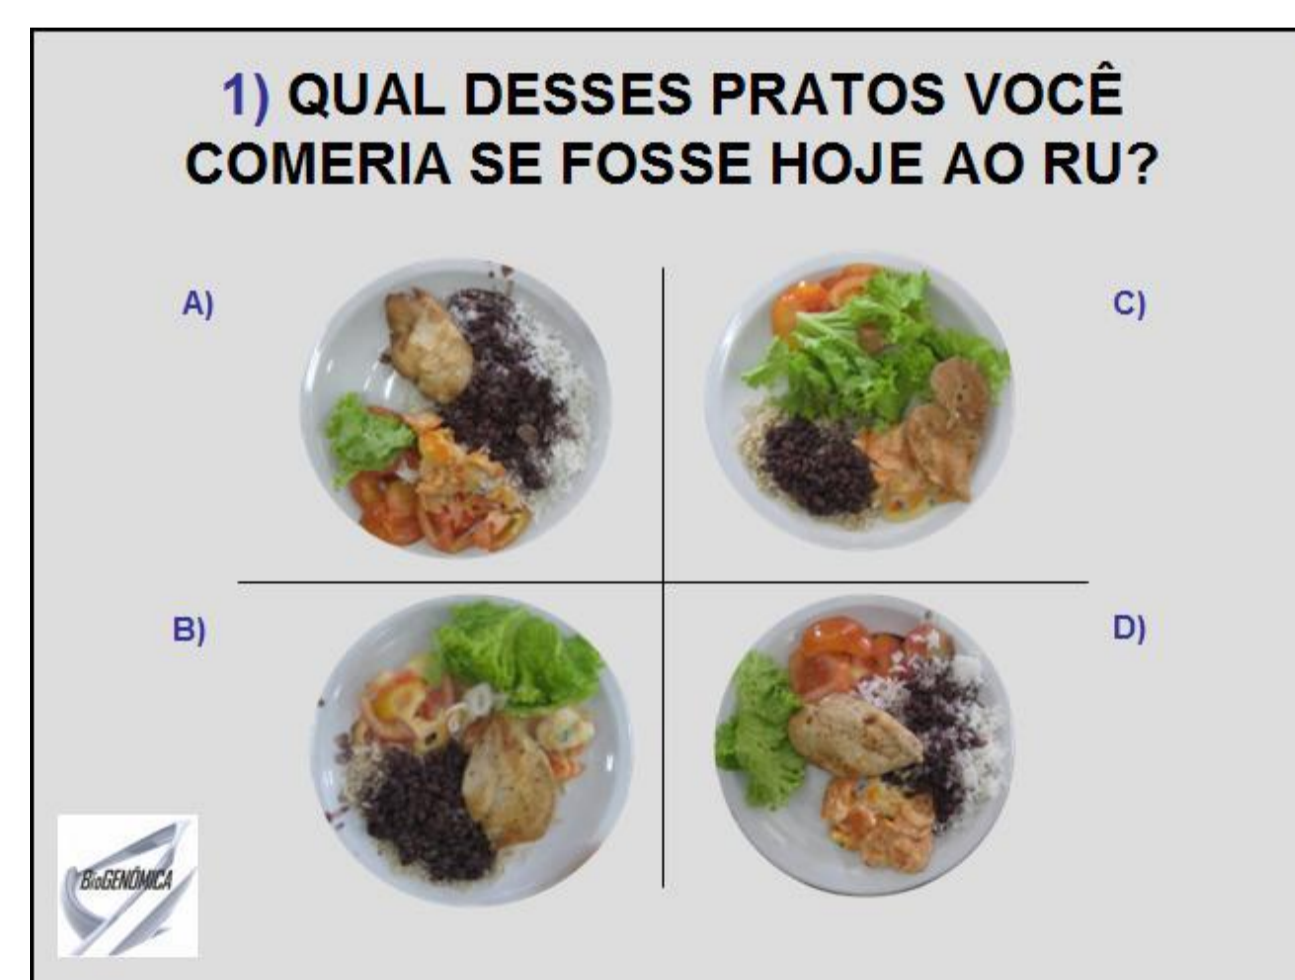 1) QUAL DESSES PRATOS VOCÊ
COMERIA SE FOSSE HOJE AO RU?
A)
C)
B)
D)
BioGENÔMICA